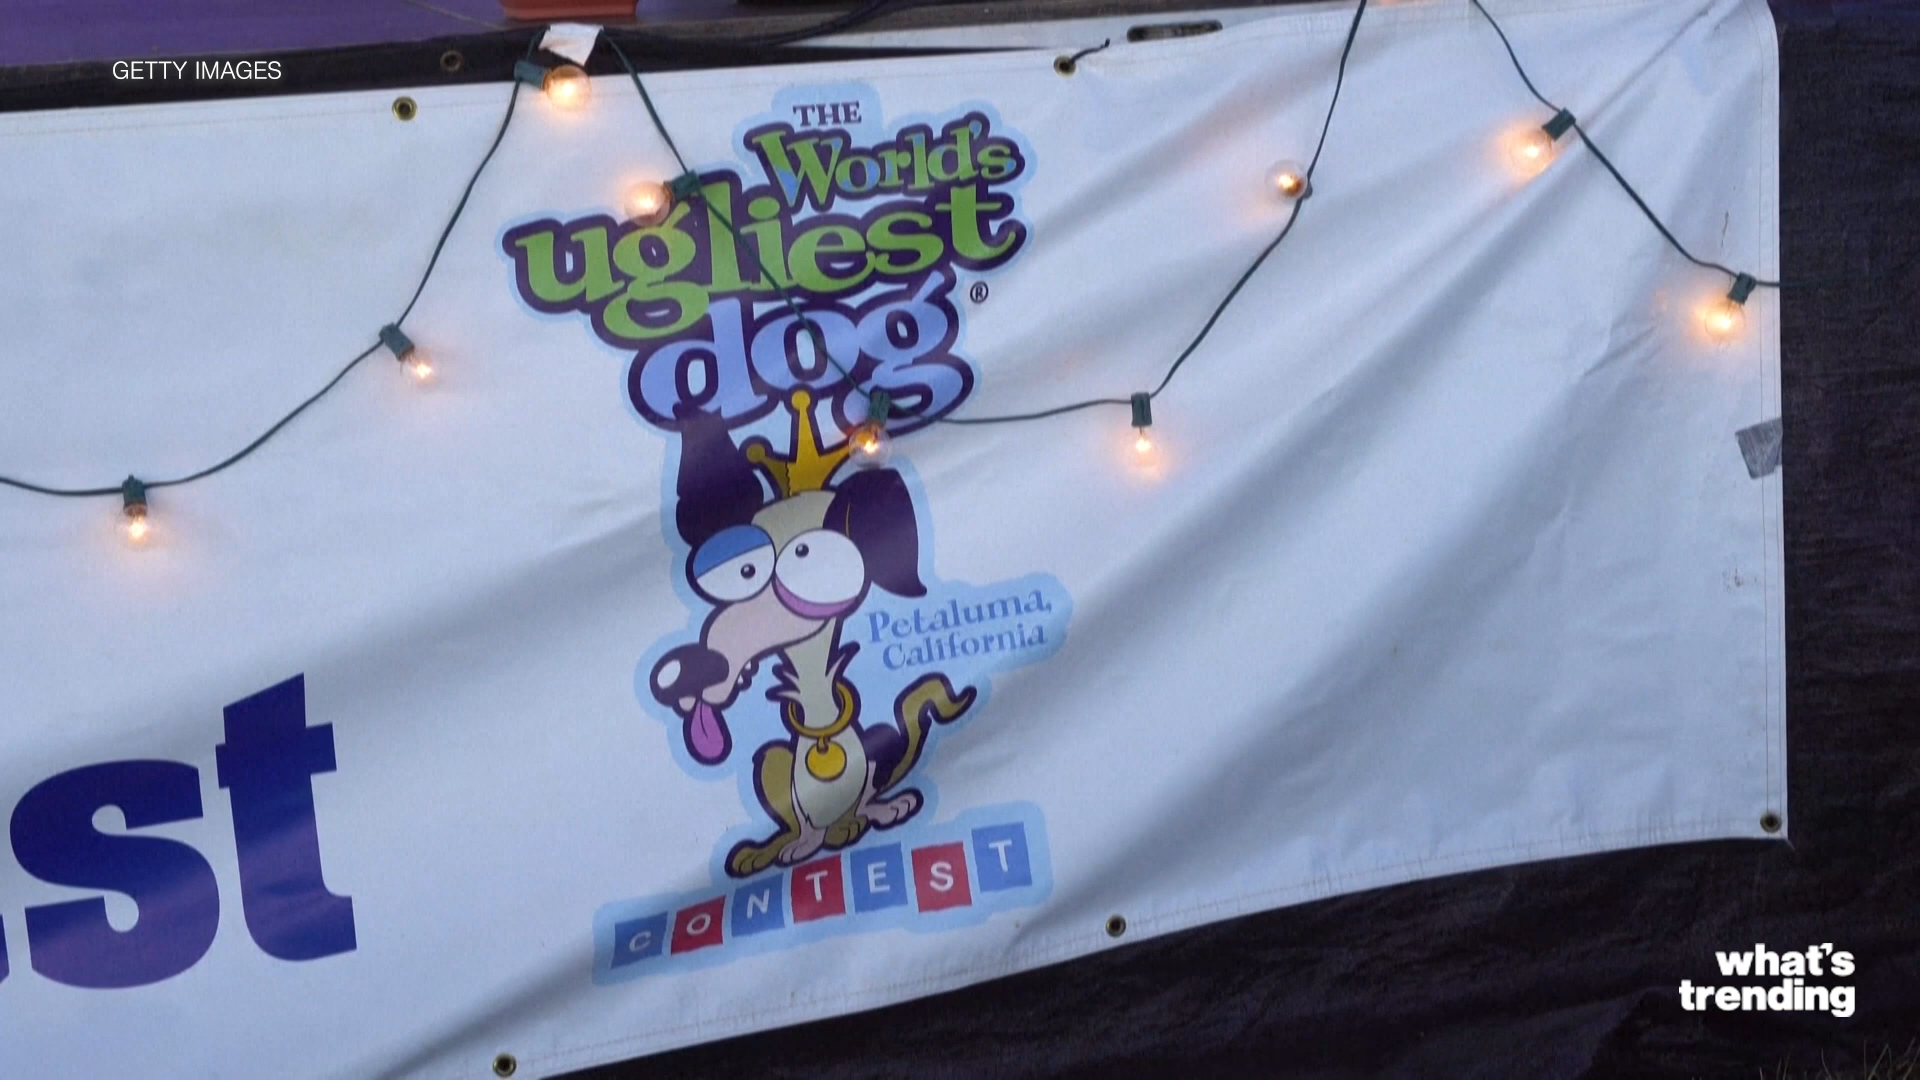 GETTY IMAGES
THE
World's
ugliest
dog®
Petaluma,
California
st
CONTEST
what's
trending